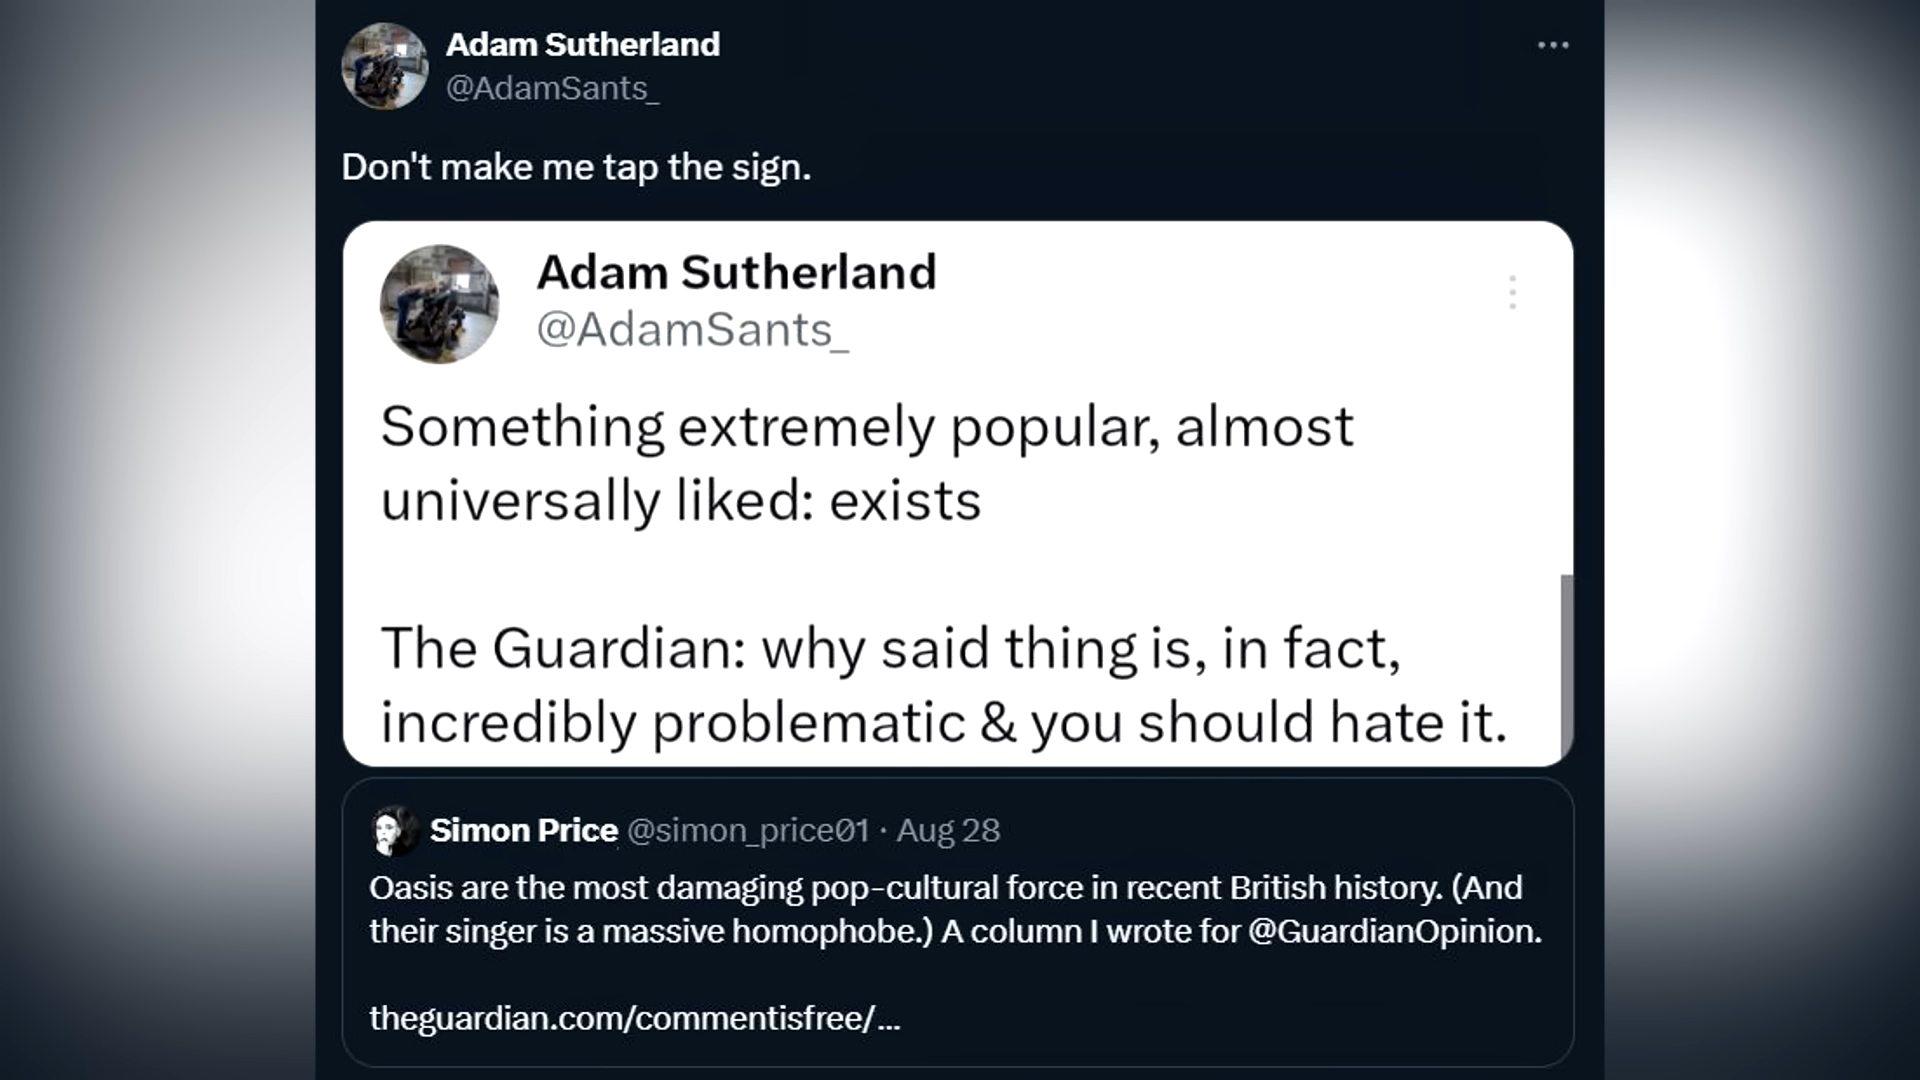 Adam Sutherland
@AdamSants_
Don't make me tap the sign.
Adam Sutherland
@AdamSants_
Something extremely popular, almost
universally liked: exists
The Guardian: why said thing is, in fact,
incredibly problematic & you should hate it.
Simon Price @simon_price01 · Aug 28
Oasis are the most damaging pop-cultural force in recent British history. (And
their singer is a massive homophobe.) A column I wrote for @GuardianOpinion.
theguardian.com/commentisfree/...